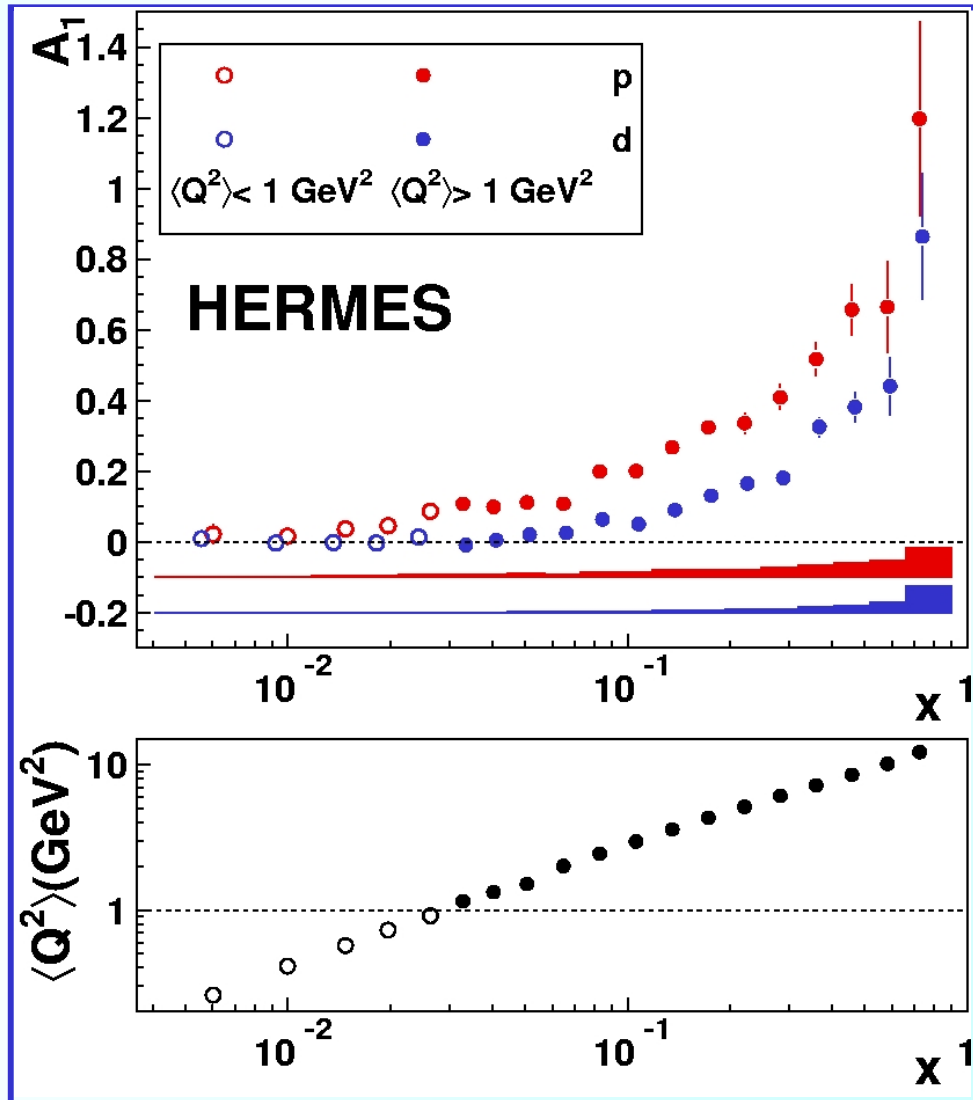 A₁
1.4
1.2
1
0.8
0.6
0.4
0.2
0
-0.2
p
d
⟨Q²⟩< 1 GeV² ⟨Q²⟩> 1 GeV²
HERMES
10⁻² 10⁻¹ 1
x
⟨Q²⟩(GeV²)
10
1
10⁻² 10⁻¹ 1
x